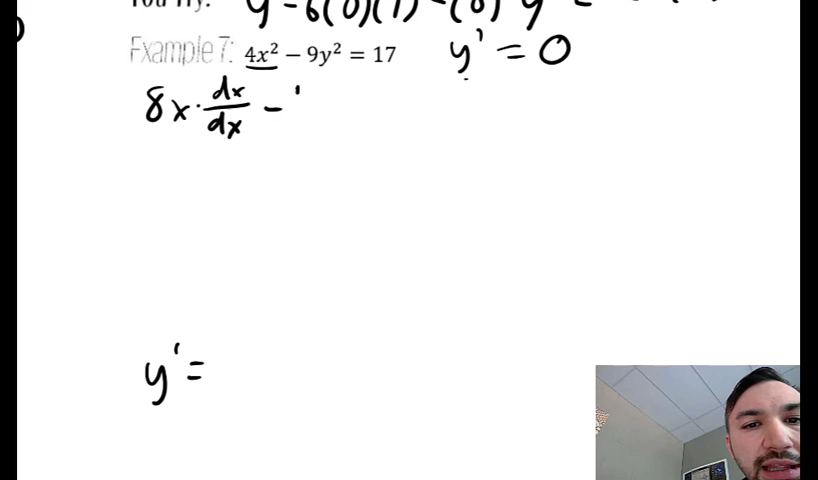 Example 7: 4x² − 9y² = 17 y' = 0
8x · dx/dx −
y' =